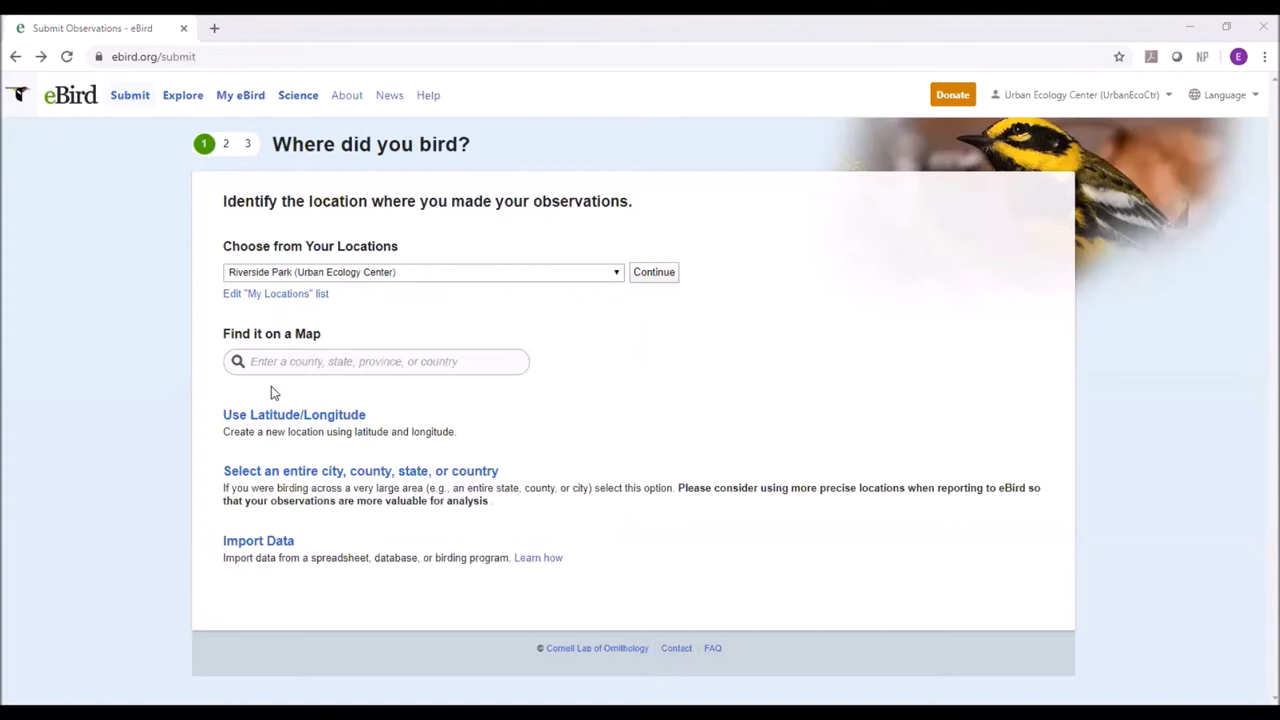 Submit Observations - eBird
ebird.org/submit
NP
E
eBird Submit Explore My eBird Science About News Help Donate Urban Ecology Center (UrbanEcoCtr) Language
1 2 3 Where did you bird?
Identify the location where you made your observations.
Choose from Your Locations
Riverside Park (Urban Ecology Center) Continue
Edit "My Locations" list
Find it on a Map
Enter a county, state, province, or country
Use Latitude/Longitude
Create a new location using latitude and longitude.
Select an entire city, county, state, or country
If you were birding across a very large area (e.g., an entire state, county, or city) select this option. Please consider using more precise locations when reporting to eBird so
that your observations are more valuable for analysis .
Import Data
Import data from a spreadsheet, database, or birding program. Learn how
© Cornell Lab of Ornithology Contact FAQ